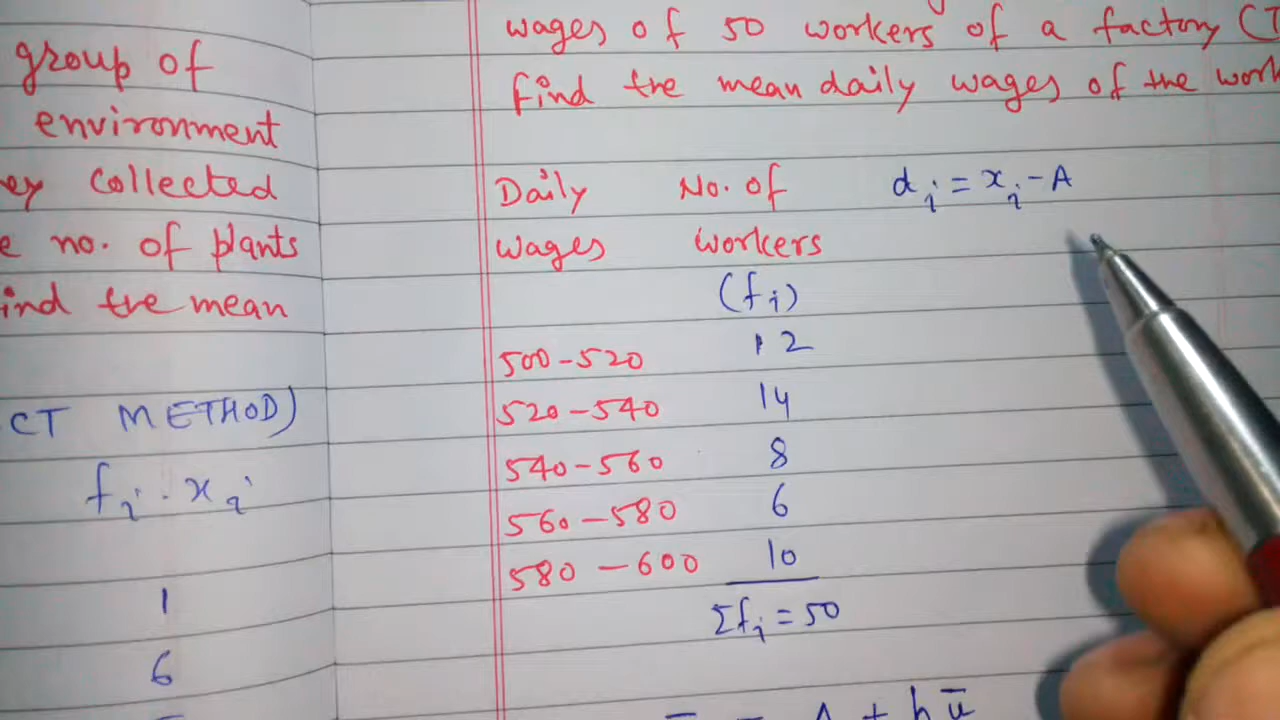 group of
environment
ey collected
e no. of plants
ind the mean
CT METHOD)
fi . xi
1
6
wages of 50 workers of a factory
find the mean daily wages of the work
Daily No. of di = xi - A
wages workers
(fi)
500-520 12
520-540 14
540-560 8
560-580 6
580-600 10
Σfi = 50
A + h u̅